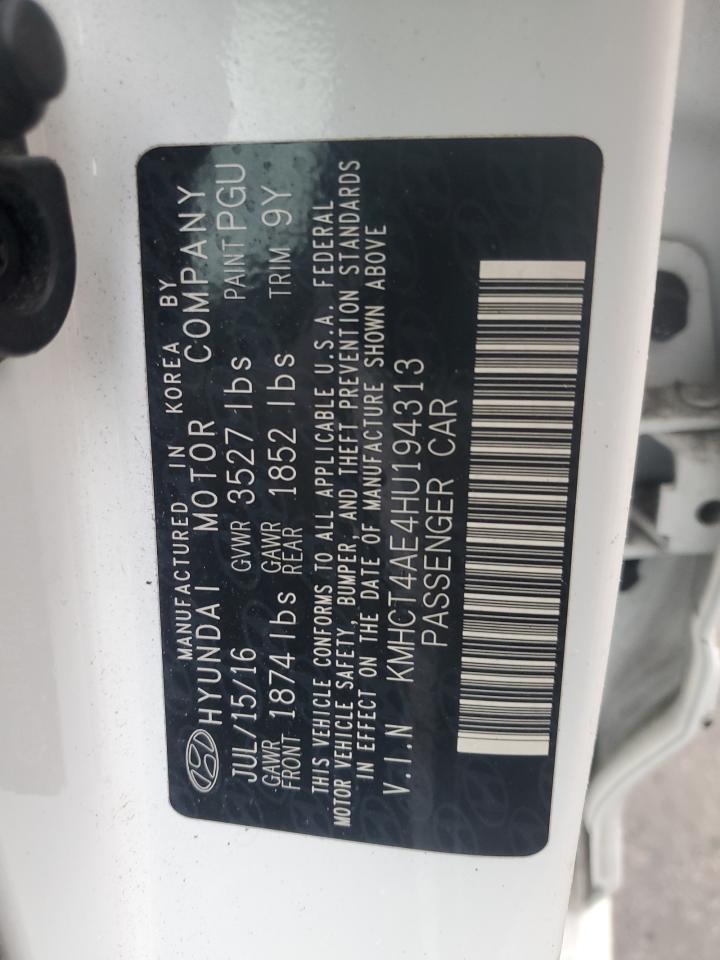 MANUFACTURED IN KOREA BY
HYUNDAI MOTOR COMPANY
JUL/15/16 GVWR 3527 lbs PAINT PGU
GAWR FRONT 1874 lbs GAWR REAR 1852 lbs TRIM 9Y
THIS VEHICLE CONFORMS TO ALL APPLICABLE U.S.A. FEDERAL
MOTOR VEHICLE SAFETY, BUMPER, AND THEFT PREVENTION STANDARDS
IN EFFECT ON THE DATE OF MANUFACTURE SHOWN ABOVE
V.I.N KMHCT4AE4HU194313
PASSENGER CAR